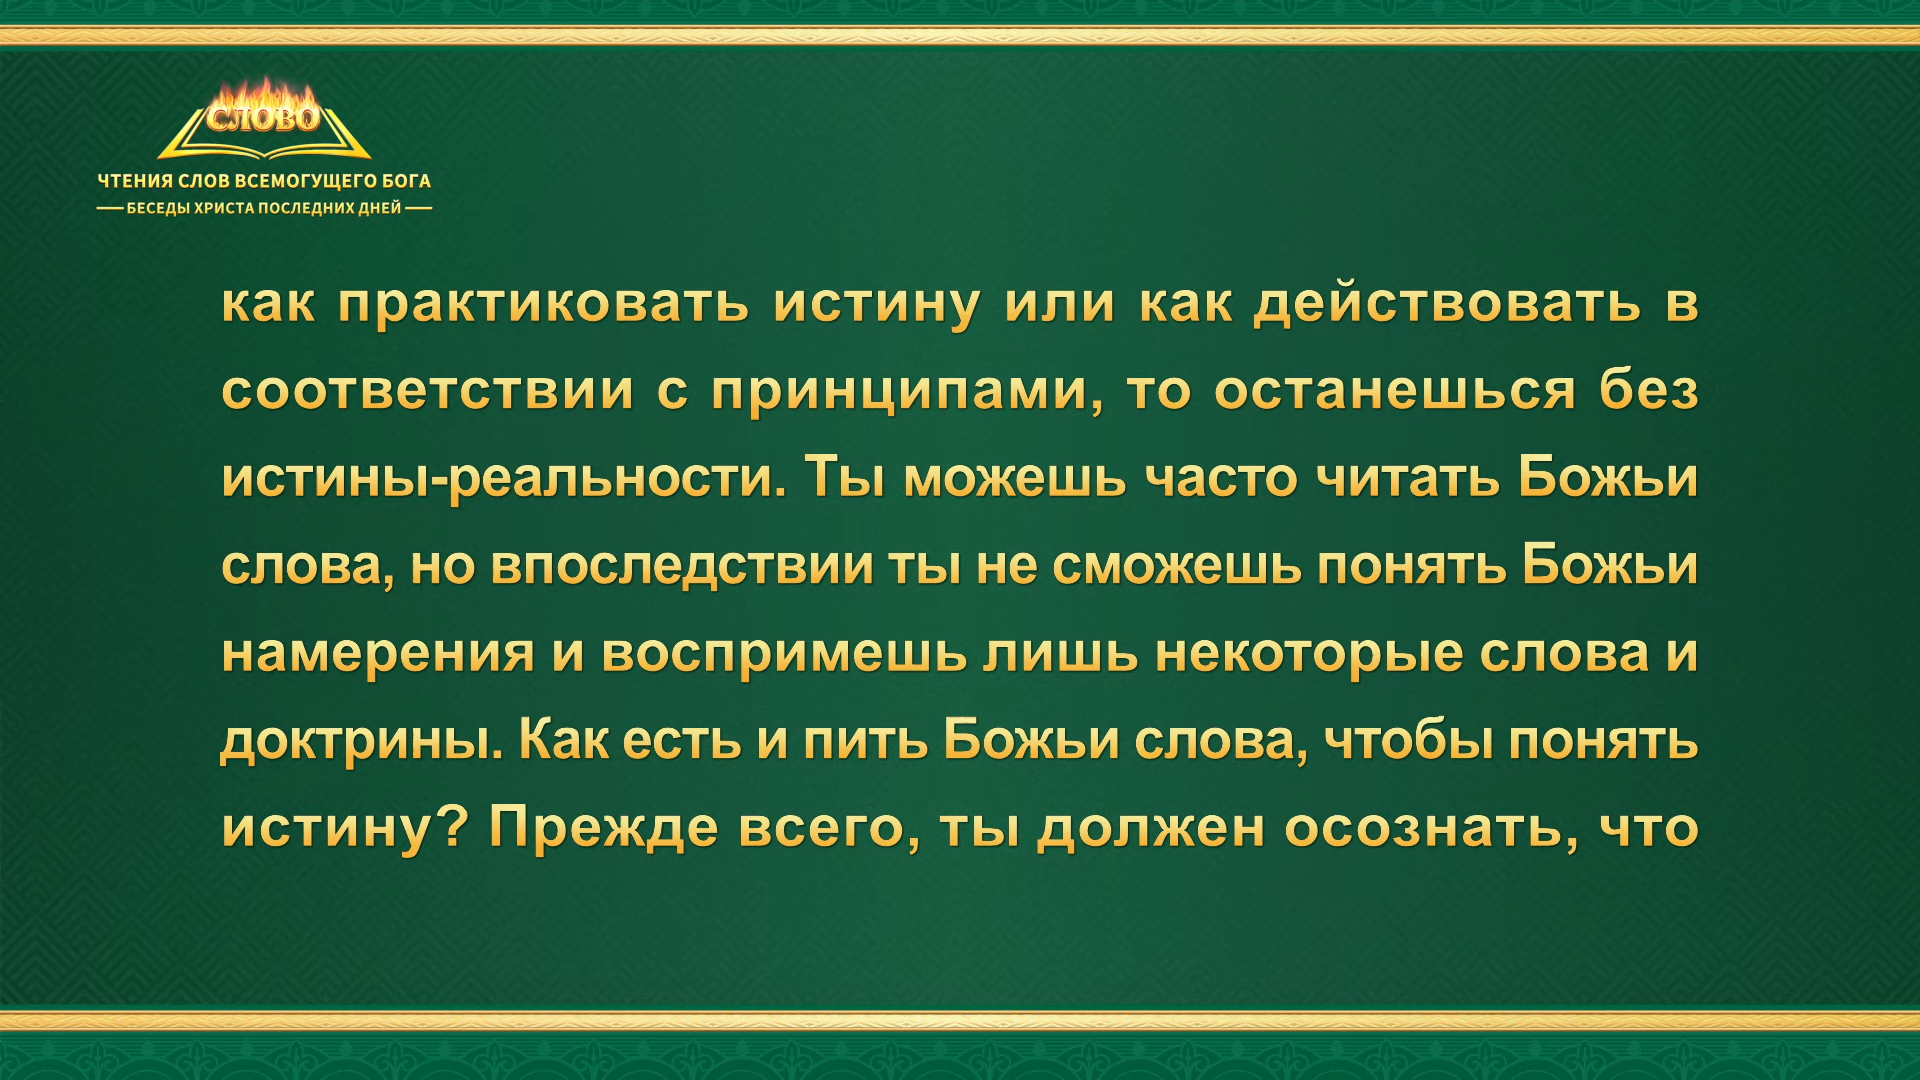 СЛОВО
ЧТЕНИЯ СЛОВ ВСЕМОГУЩЕГО БОГА
БЕСЕДЫ ХРИСТА ПОСЛЕДНИХ ДНЕЙ
как практиковать истину или как действовать в
соответствии с принципами, то останешься без
истины-реальности. Ты можешь часто читать Божьи
слова, но впоследствии ты не сможешь понять Божьи
намерения и воспримешь лишь некоторые слова и
доктрины. Как есть и пить Божьи слова, чтобы понять
истину? Прежде всего, ты должен осознать, что